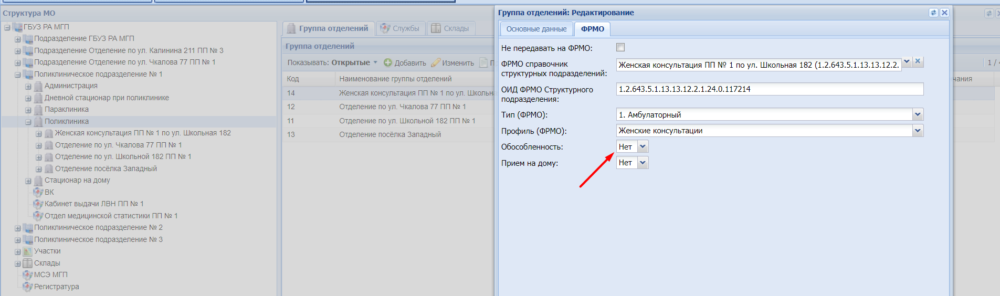 Структура МО
ГБУЗ РА МГП
Подразделение ГБУЗ РА МГП
Подразделение Отделение по ул. Калинина 211 ПП № 3
Подразделение Отделение по ул. Чкалова 77 ПП № 1
Поликлиническое подразделение № 1
Администрация
Дневной стационар при поликлинике
Параклиника
Поликлиника
Женская консультация ПП № 1 по ул. Школьная 182
Отделение по ул. Чкалова 77 ПП № 1
Отделение по ул. Школьной 182 ПП № 1
Отделение посёлка Западный
Стационар на дому
ВК
Кабинет выдачи ЛВН ПП № 1
Отдел медицинской статистики ПП № 1
Поликлиническое подразделение № 2
Поликлиническое подразделение № 3
Участки
Склады
МСЭ МГП
Регистратура
Группа отделений Службы Склады
Группа отделений
Показывать: Открытые Добавить Изменить
Код Наименование группы отделений
14 Женская консультация ПП № 1 по ул.
12 Отделение по ул. Чкалова 77 ПП № 1
11 Отделение по ул. Школьной 182 ПП № 1
13 Отделение посёлка Западный
Группа отделений: Редактирование
Основные данные ФРМО
Не передавать на ФРМО:
ФРМО справочник
структурных подразделений:
Женская консультация ПП № 1 по ул. Школьная 182 (1.2.643.5.1.13.13.12.2.
ОИД ФРМО Структурного
подразделения:
1.2.643.5.1.13.13.12.2.1.24.0.117214
Тип (ФРМО): 1. Амбулаторный
Профиль (ФРМО): Женские консультации
Обособленность: Нет
Прием на дому: Нет
1 /